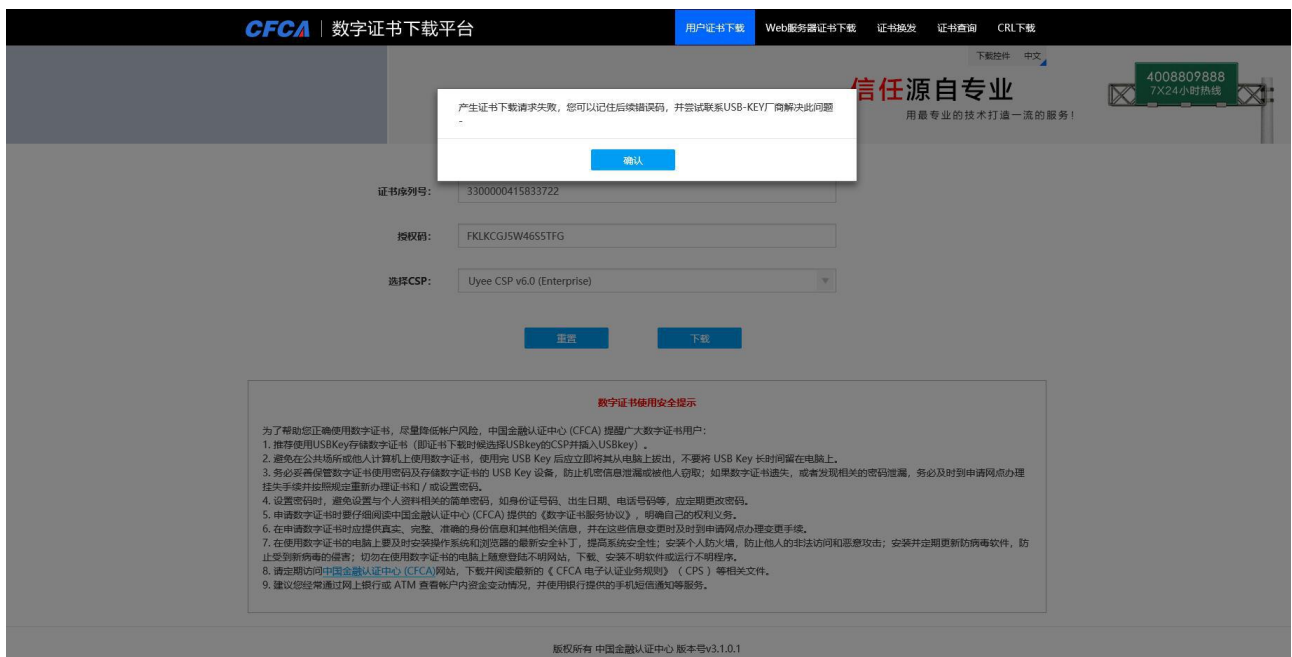 CFCA 数字证书下载平台
用户证书下载 Web服务器证书下载 证书换发 证书查询 CRL下载
下载控件 中文
信任源自专业
用最专业的技术打造一流的服务!
4008809888
7X24小时热线
产生证书下载请求失败，您可以记住后续错误码，并尝试联系USB-KEY厂商解决此问题
-
确认
证书序列号： 3300000415833722
授权码： FKLKCGJ5W46S5TFG
选择CSP： Uyee CSP v6.0 (Enterprise)
重置 下载
数字证书使用安全提示
为了帮助您正确使用数字证书，尽量降低帐户风险，中国金融认证中心 (CFCA) 提醒广大数字证书用户：
1. 推荐使用USBKey存储数字证书（即证书下载时候选择USBkey的CSP并插入USBkey）。
2. 避免在公共场所或他人计算机上使用数字证书，使用完 USB Key 后应立即将其从电脑上拔出，不要将 USB Key 长时间留在电脑上。
3. 务必妥善保管数字证书使用密码及存储数字证书的 USB Key 设备，防止机密信息泄漏或被他人窃取；如果数字证书遗失，或者发现相关的密码泄漏，务必及时到申请网点办理
挂失手续并按照规定重新办理证书和 / 或设置密码。
4. 设置密码时，避免设置与个人资料相关的简单密码，如身份证号码、出生日期、电话号码等，应定期更改密码。
5. 申请数字证书时要仔细阅读中国金融认证中心 (CFCA) 提供的《数字证书服务协议》，明确自己的权利义务。
6. 在申请数字证书时应提供真实、完整、准确的身份信息和其他相关信息，并在这些信息变更时及时到申请网点办理变更手续。
7. 在使用数字证书的电脑上要及时安装操作系统和浏览器的最新安全补丁，提高系统安全性；安装个人防火墙，防止他人的非法访问和恶意攻击；安装并定期更新防病毒软件，防
止受到新病毒的侵害；切勿在使用数字证书的电脑上随意登陆不明网站，下载、安装不明软件或运行不明程序。
8. 请定期访问中国金融认证中心 (CFCA)网站，下载并阅读最新的《 CFCA 电子认证业务规则》（ CPS ）等相关文件。
9. 建议您经常通过网上银行或 ATM 查看帐户内资金变动情况，并使用银行提供的手机短信通知等服务。
版权所有 中国金融认证中心 版本号v3.1.0.1